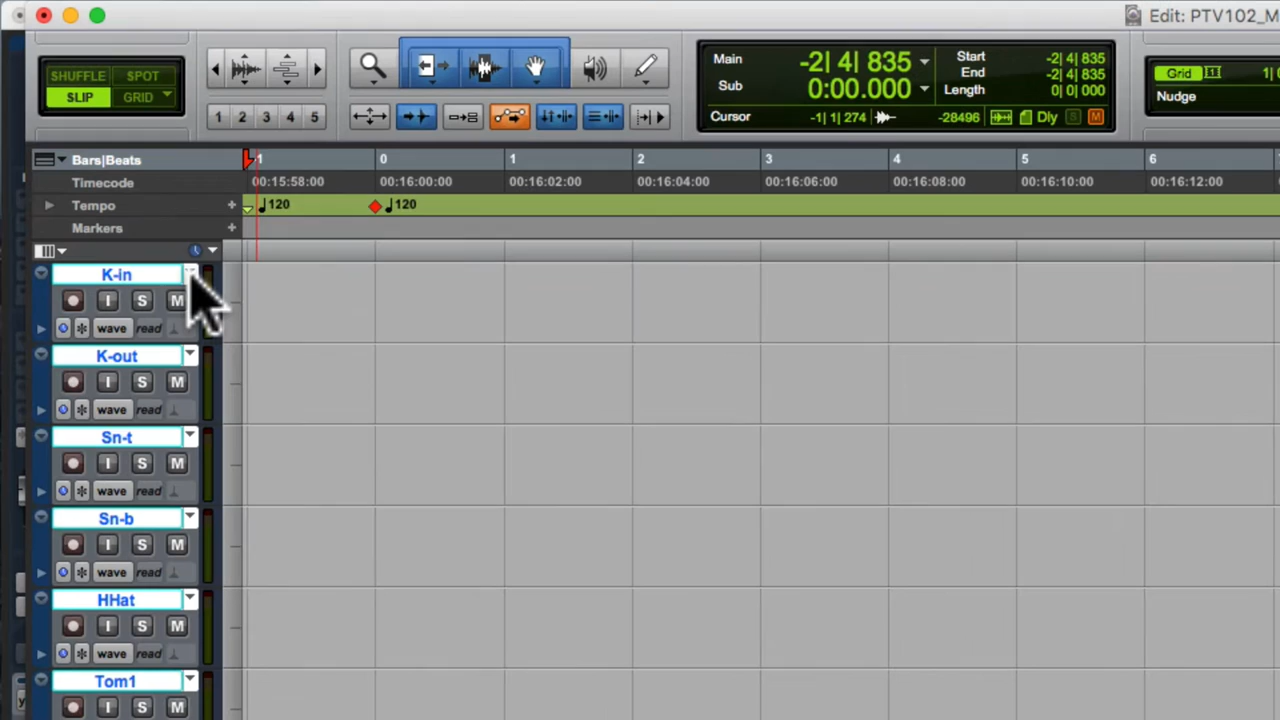 Edit: PTV102_M
SHUFFLE SPOT
SLIP GRID
1 2 3 4 5
Main -2| 4| 835
Sub 0:00.000
Start -2| 4| 835
End -2| 4| 835
Length 0| 0| 000
Cursor -1| 1| 274 -28496 Dly S M
Grid 1|
Nudge
Bars|Beats 1 0 1 2 3 4 5 6
Timecode 00:15:58:00 00:16:00:00 00:16:02:00 00:16:04:00 00:16:06:00 00:16:08:00 00:16:10:00 00:16:12:00
Tempo + 120 120
Markers +
K-in
I S M
wave read
K-out
I S M
wave read
Sn-t
I S M
wave read
Sn-b
I S M
wave read
HHat
I S M
wave read
Tom1
I S M